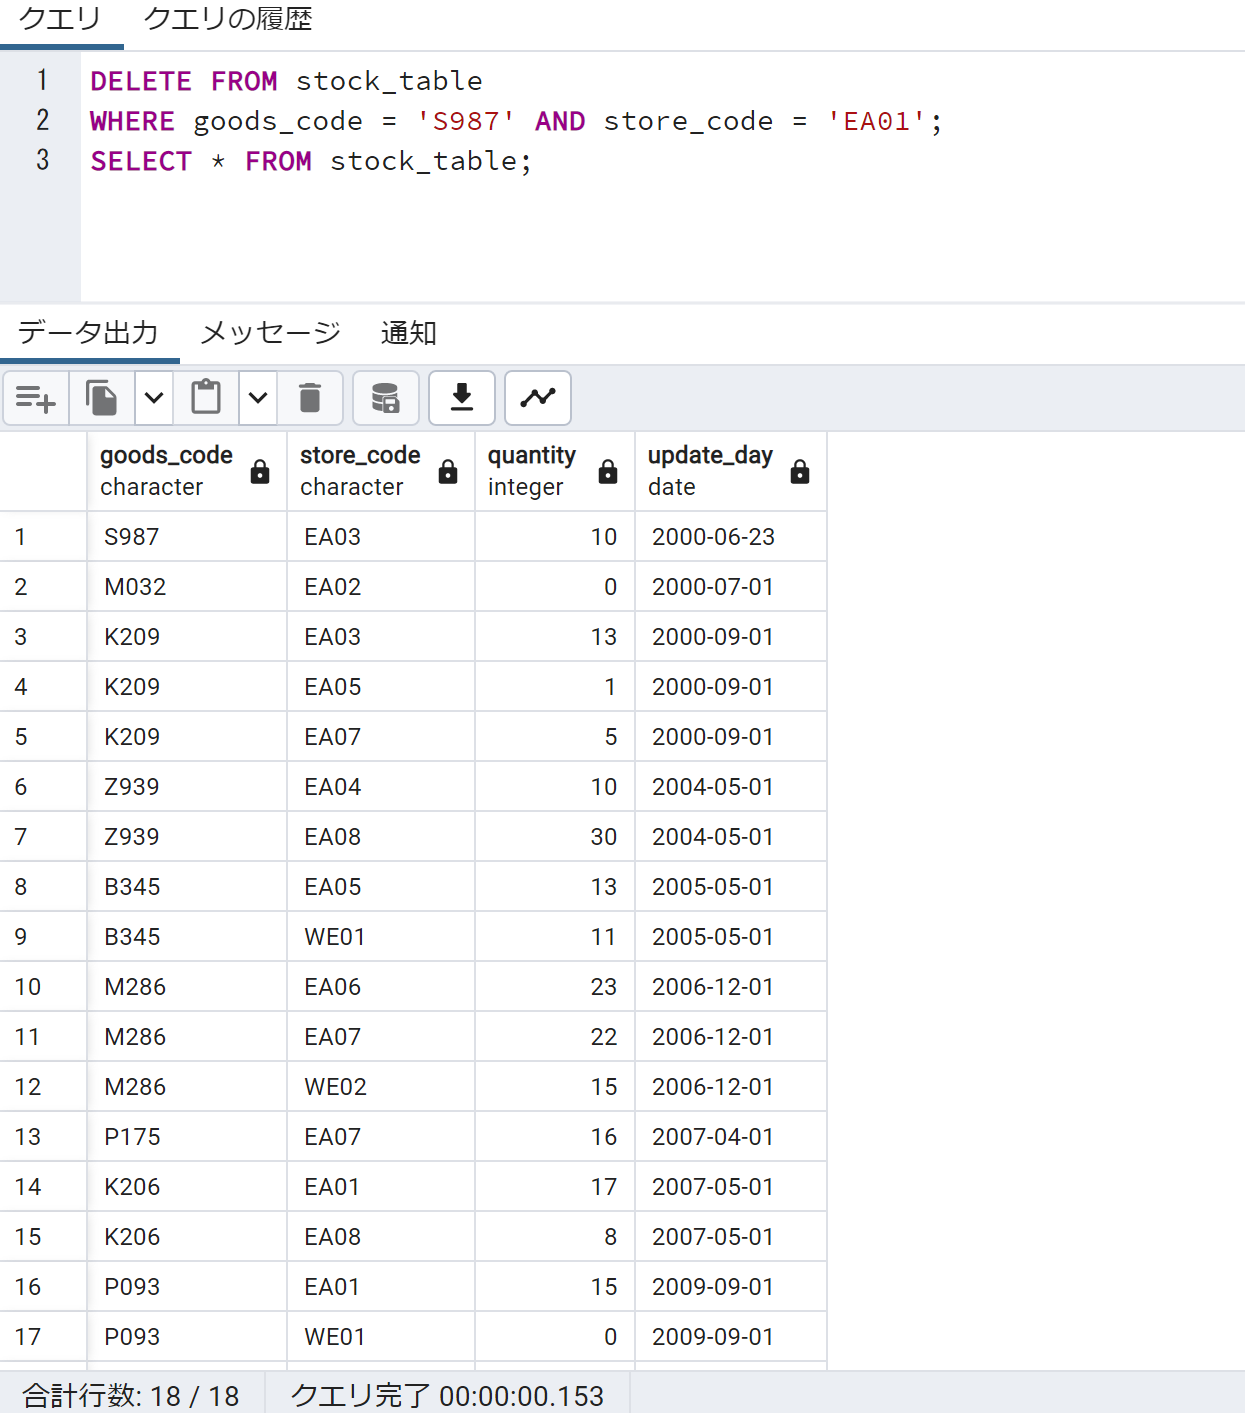 クエリ クエリの履歴
1 DELETE FROM stock_table
2 WHERE goods_code = 'S987' AND store_code = 'EA01';
3 SELECT * FROM stock_table;
データ出力 メッセージ 通知
goods_code store_code quantity update_day
character character integer date
1 S987 EA03 10 2000-06-23
2 M032 EA02 0 2000-07-01
3 K209 EA03 13 2000-09-01
4 K209 EA05 1 2000-09-01
5 K209 EA07 5 2000-09-01
6 Z939 EA04 10 2004-05-01
7 Z939 EA08 30 2004-05-01
8 B345 EA05 13 2005-05-01
9 B345 WE01 11 2005-05-01
10 M286 EA06 23 2006-12-01
11 M286 EA07 22 2006-12-01
12 M286 WE02 15 2006-12-01
13 P175 EA07 16 2007-04-01
14 K206 EA01 17 2007-05-01
15 K206 EA08 8 2007-05-01
16 P093 EA01 15 2009-09-01
17 P093 WE01 0 2009-09-01
合計行数: 18 / 18 クエリ完了 00:00:00.153